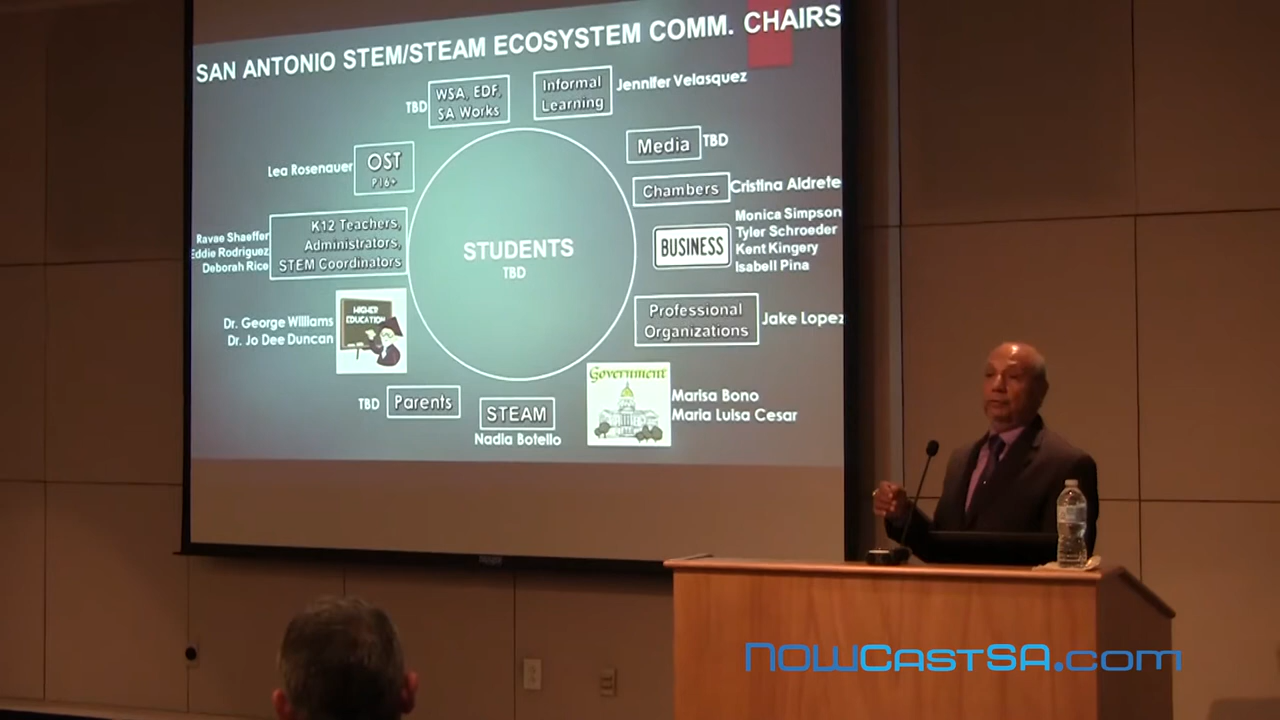 SAN ANTONIO STEM/STEAM ECOSYSTEM COMM. CHAIRS
TBD
WSA, EDF,
SA Works
Informal
Learning
Jennifer Velasquez
Media
TBD
Lea Rosenauer
OST
P16+
Chambers
Cristina Aldrete
Ravae Shaeffer
Eddie Rodriguez
Deborah Rice
K12 Teachers,
Administrators,
STEM Coordinators
STUDENTS
TBD
BUSINESS
Monica Simpson
Tyler Schroeder
Kent Kingery
Isabell Pina
Dr. George Williams
Dr. Jo Dee Duncan
HIGHER
EDUCATION
Professional
Organizations
Jake Lopez
TBD
Parents
STEAM
Nadia Botello
Government
Marisa Bono
Maria Luisa Cesar
NOWCastSA.com